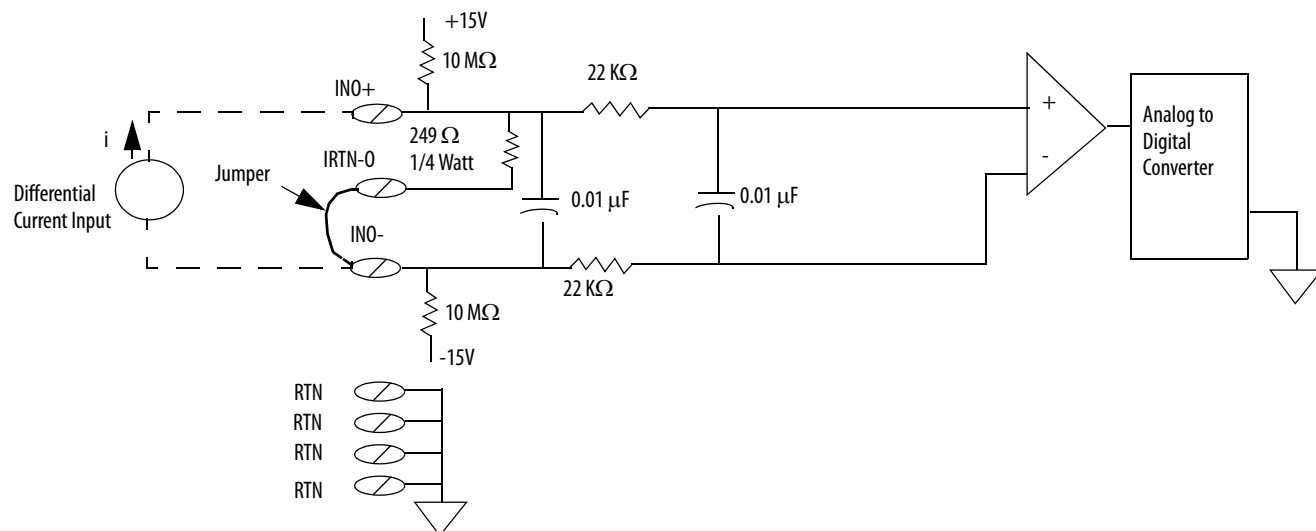 +15V
10 MΩ
22 KΩ
IN0+
i
249 Ω
1/4 Watt
IRTN-0
Jumper
Differential
Current Input
0.01 μF
0.01 μF
+
-
Analog to
Digital
Converter
IN0-
22 KΩ
10 MΩ
-15V
RTN
RTN
RTN
RTN